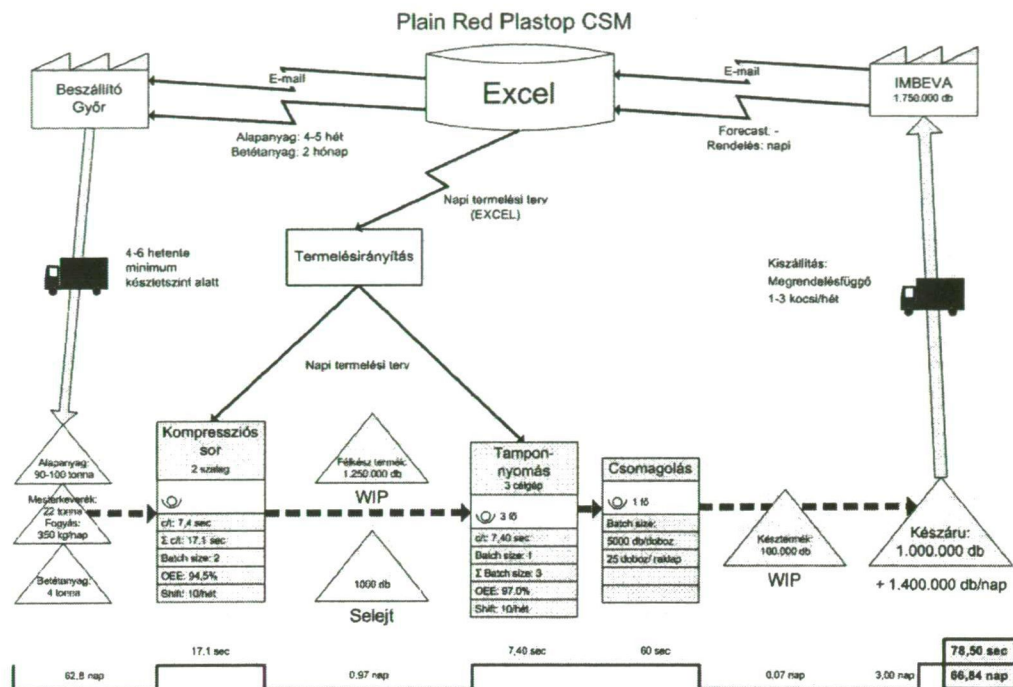 Plain Red Plastop CSM
Beszállító
Győr
E-mail
Excel
E-mail
IMBEVA
1.750.000 db
Alapanyag: 4-5 hét
Betétanyag: 2 hónap
Forecast: -
Rendelés: napi
Napi termelési terv
(EXCEL)
Termelésirányítás
4-6 hetente
minimum
készletszint alatt
Kiszállítás:
Megrendelésfüggő
1-3 kocsi/hét
Napi termelési terv
Alapanyag:
90-100 tonna
Mesterkeverék:
22 tonna
Fogyás:
350 kg/nap
Betétanyag:
4 tonna
Kompressziós
sor
2 szalag
c/t: 7,4 sec
Σ c/t: 17,1 sec
Batch size: 2
OEE: 94,5%
Shift: 10/hét
Félkész termék:
1.250.000 db
WIP
1000 db
Selejt
Tampon-
nyomás
3 célgép
3 fő
c/t: 7,40 sec
Batch size: 1
Σ Batch size: 3
OEE: 97,0%
Shift: 10/hét
Csomagolás
1 fő
Batch size:
5000 db/doboz
25 doboz/ raklap
Késztermék:
100.000 db
WIP
Készáru:
1.000.000 db
+ 1.400.000 db/nap
17,1 sec
7,40 sec
60 sec
78,50 sec
62,8 nap
0,97 nap
0,07 nap
3,00 nap
66,84 nap